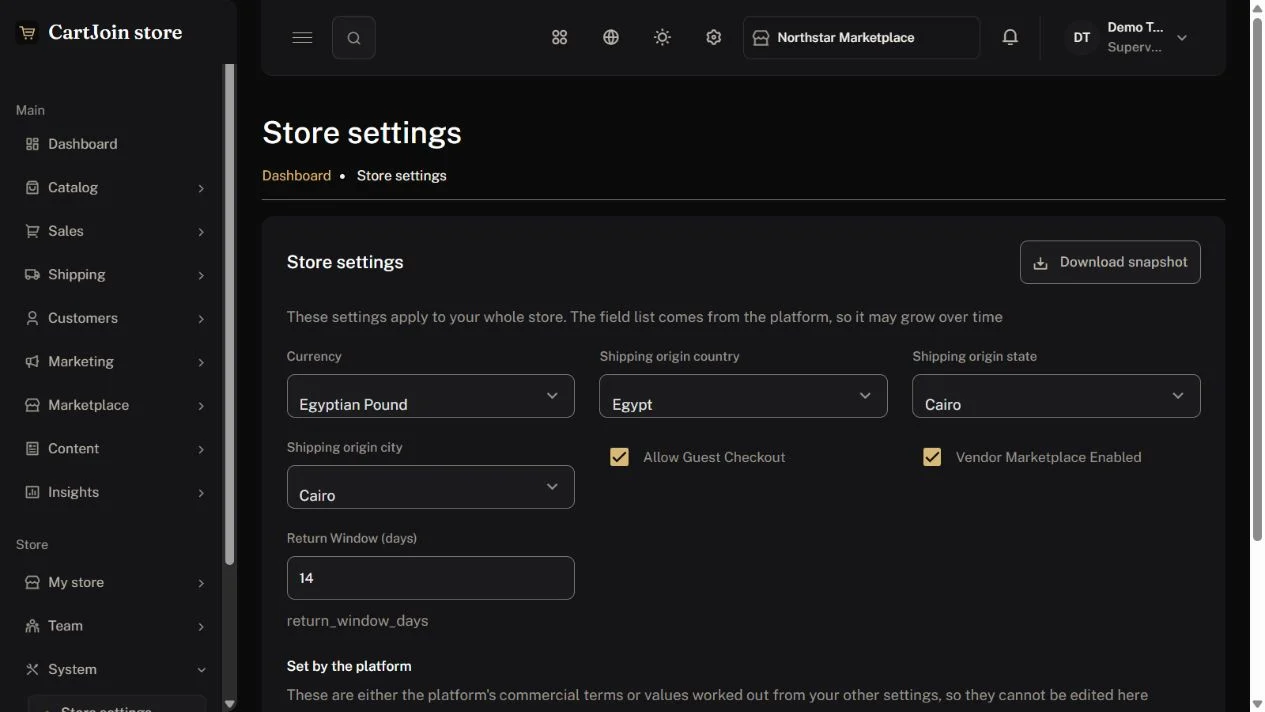 CartJoin store
Northstar Marketplace
DT
Demo T...
Superv...
Main
Dashboard
Catalog
Sales
Shipping
Customers
Marketing
Marketplace
Content
Insights
Store
My store
Team
System
Store settings
Store settings
Dashboard • Store settings
Store settings
Download snapshot
These settings apply to your whole store. The field list comes from the platform, so it may grow over time
Currency
Egyptian Pound
Shipping origin country
Egypt
Shipping origin state
Cairo
Shipping origin city
Cairo
Allow Guest Checkout
Vendor Marketplace Enabled
Return Window (days)
14
return_window_days
Set by the platform
These are either the platform's commercial terms or values worked out from your other settings, so they cannot be edited here